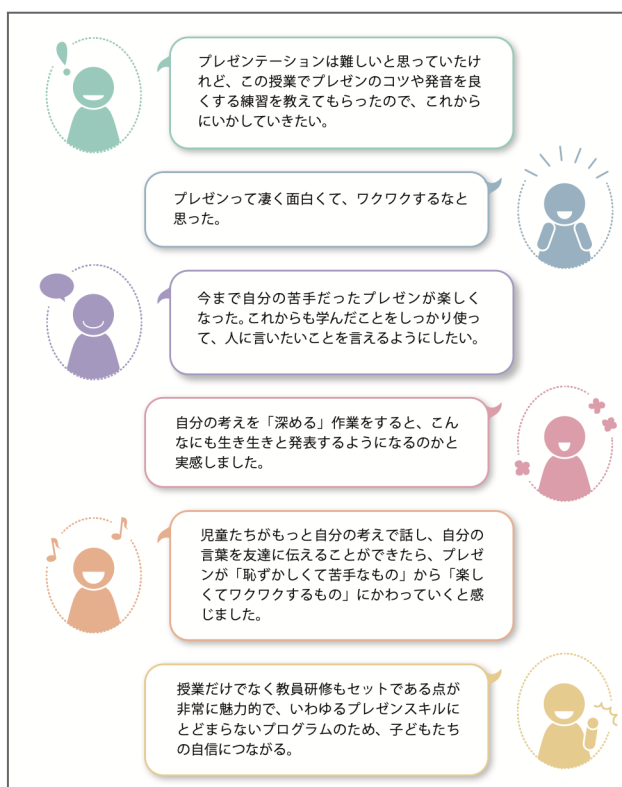 プレゼンテーションは難しいと思っていたけ
れど、この授業でプレゼンのコツや発音を良
くする練習を教えてもらったので、これから
にいかしていきたい。
プレゼンって凄く面白くて、ワクワクするなと
思った。
今まで自分の苦手だったプレゼンが楽しく
なった。これからも学んだことをしっかり使っ
て、人に言いたいことを言えるようにしたい。
自分の考えを「深める」作業をすると、こん
なにも生き生きと発表するようになるのかと
実感しました。
児童たちがもっと自分の考えで話し、自分の
言葉を友達に伝えることができたら、プレゼ
ンが「恥ずかしくて苦手なもの」から「楽し
くてワクワクするもの」にかわっていくと感
じました。
授業だけでなく教員研修もセットである点が
非常に魅力的で、いわゆるプレゼンスキルに
とどまらないプログラムのため、子どもたち
の自信につながる。